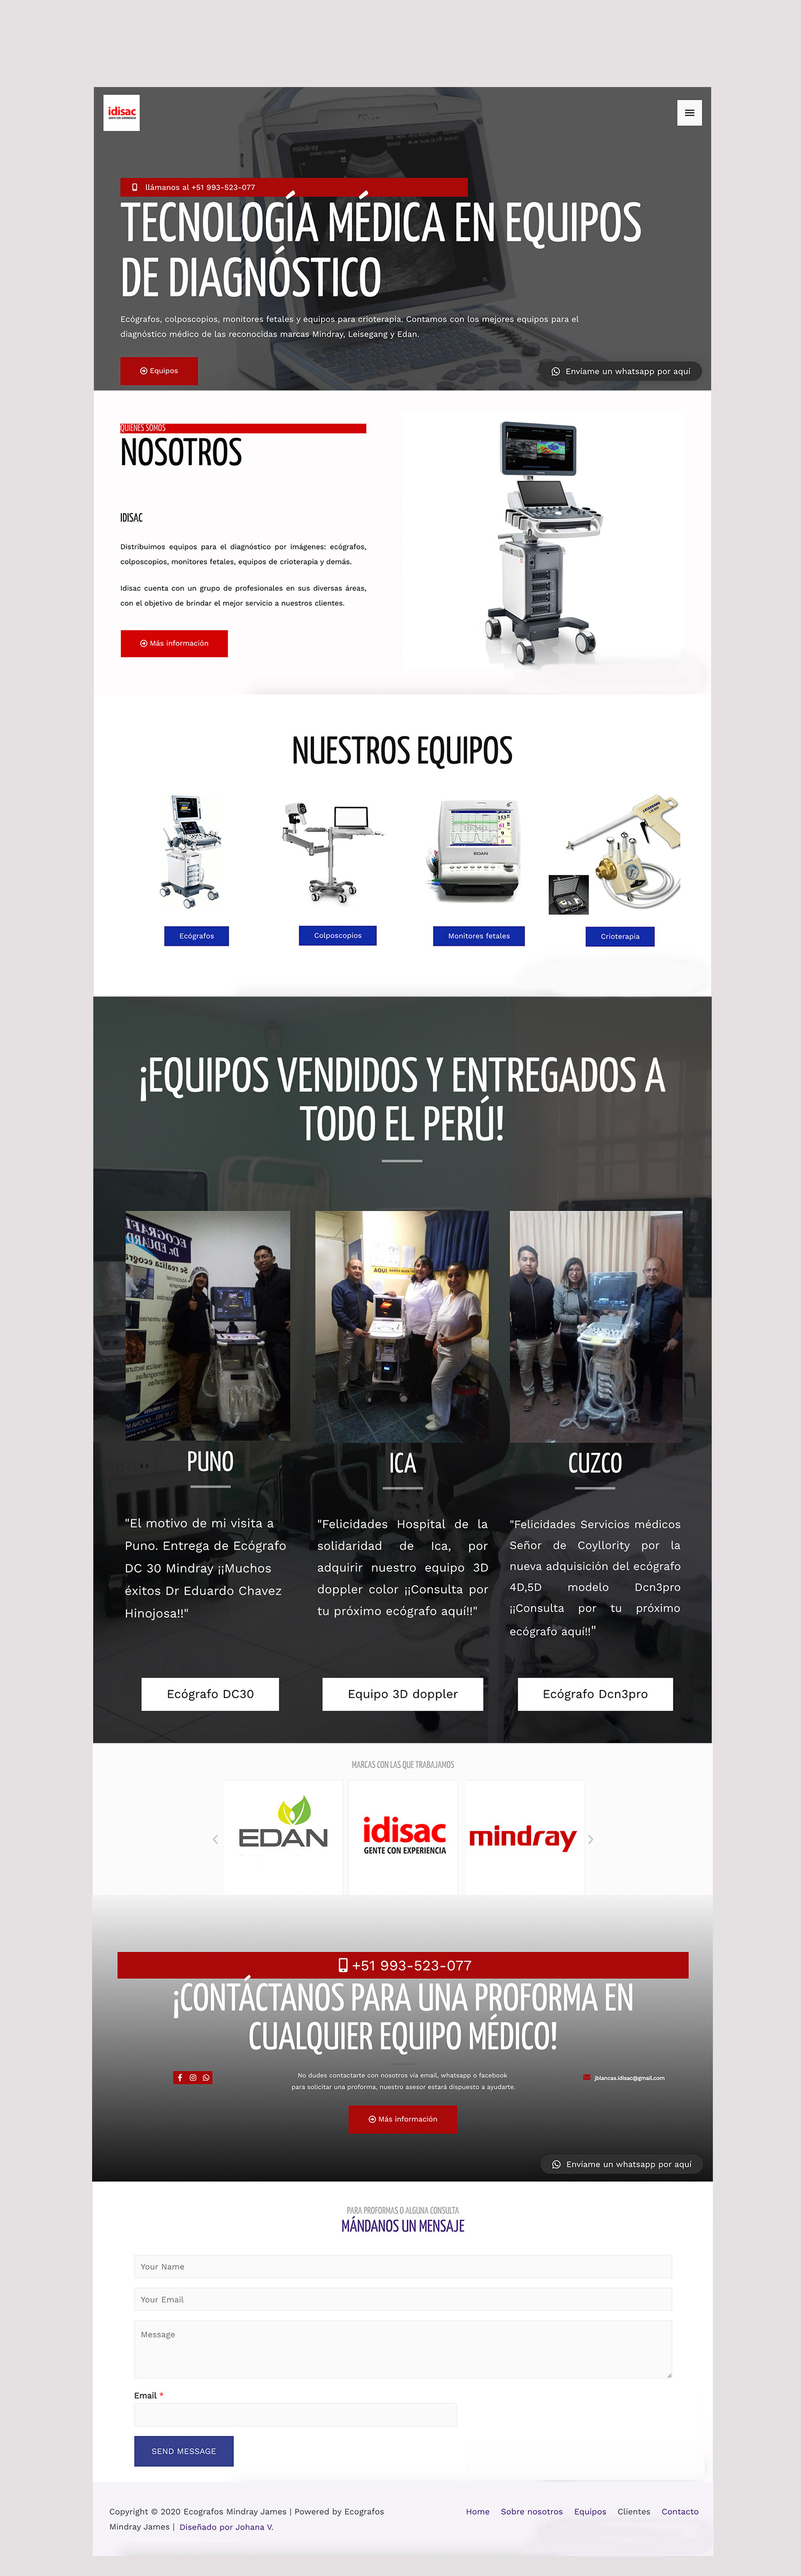 idisac
GENTE CON EXPERIENCIA
llámanos al +51 993-523-077
TECNOLOGÍA MÉDICA EN EQUIPOS
DE DIAGNÓSTICO
Ecógrafos, colposcopios, monitores fetales y equipos para crioterapia. Contamos con los mejores equipos para el
diagnóstico médico de las reconocidas marcas Mindray, Leisegang y Edan.
Equipos
Envíame un whatsapp por aquí
QUIENES SOMOS
NOSOTROS
IDISAC
Distribuimos equipos para el diagnóstico por imágenes: ecógrafos,
colposcopios, monitores fetales, equipos de crioterapia y demás.
Idisac cuenta con un grupo de profesionales en sus diversas áreas,
con el objetivo de brindar el mejor servicio a nuestros clientes.
Más información
NUESTROS EQUIPOS
EDAN
Ecógrafos
Colposcopios
Monitores fetales
Crioterapia
¡EQUIPOS VENDIDOS Y ENTREGADOS A
TODO EL PERÚ!
PUNO
"El motivo de mi visita a
Puno. Entrega de Ecógrafo
DC 30 Mindray ¡¡Muchos
éxitos Dr Eduardo Chavez
Hinojosa!!"
Ecógrafo DC30
ICA
"Felicidades Hospital de la
solidaridad de Ica, por
adquirir nuestro equipo 3D
doppler color ¡¡Consulta por
tu próximo ecógrafo aquí!!"
Equipo 3D doppler
CUZCO
"Felicidades Servicios médicos
Señor de Coyllority por la
nueva adquisición del ecógrafo
4D,5D modelo Dcn3pro
¡¡Consulta por tu próximo
ecógrafo aquí!!"
Ecógrafo Dcn3pro
MARCAS CON LAS QUE TRABAJAMOS
EDAN
idisac
GENTE CON EXPERIENCIA
mindray
+51 993-523-077
¡CONTÁCTANOS PARA UNA PROFORMA EN
CUALQUIER EQUIPO MÉDICO!
No dudes contactarte con nosotros vía email, whatsapp o facebook
para solicitar una proforma, nuestro asesor estará dispuesto a ayudarte.
jblancas.idisac@gmail.com
Más información
Envíame un whatsapp por aquí
PARA PROFORMAS O ALGUNA CONSULTA
MÁNDANOS UN MENSAJE
Your Name
Your Email
Message
Email *
SEND MESSAGE
Copyright © 2020 Ecografos Mindray James | Powered by Ecografos
Mindray James | Diseñado por Johana V.
Home Sobre nosotros Equipos Clientes Contacto